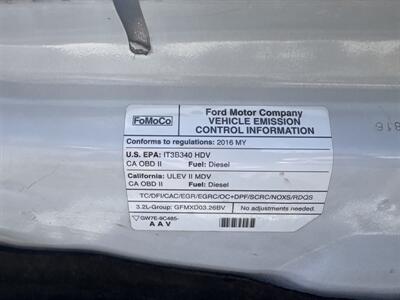 FoMoCo
Ford Motor Company
VEHICLE EMISSION
CONTROL INFORMATION
Conforms to regulations: 2016 MY
U.S. EPA: IT3B340 HDV
CA OBD II Fuel: Diesel
California: ULEV II MDV
CA OBD II Fuel: Diesel
TC/DFI/CAC/EGR/EGRC/OC+DPF/SCRC/NOXS/RDQS
3.2L-Group: GFMXD03.26BV No adjustments needed.
GW7E-9C485-
A A V